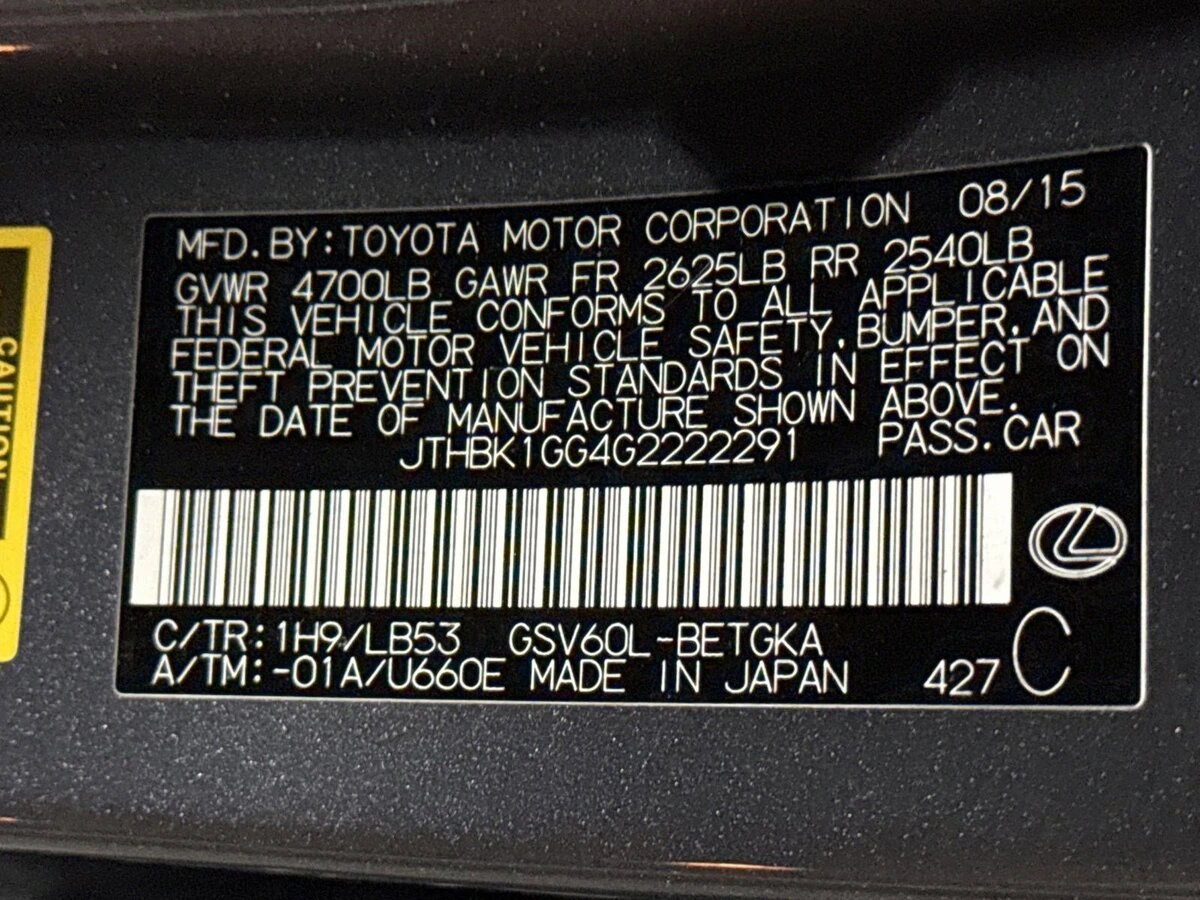 MFD. BY: TOYOTA MOTOR CORPORATION 08/15
GVWR 4700LB GAWR FR 2625LB RR 2540LB
THIS VEHICLE CONFORMS TO ALL APPLICABLE
FEDERAL MOTOR VEHICLE SAFETY, BUMPER, AND
THEFT PREVENTION STANDARDS IN EFFECT ON
THE DATE OF MANUFACTURE SHOWN ABOVE.
JTHBK1GG4G2222291 PASS. CAR
C/TR: 1H9/LB53 GSV60L-BETGKA
A/TM: -01A/U660E MADE IN JAPAN 427 C
CAUTION